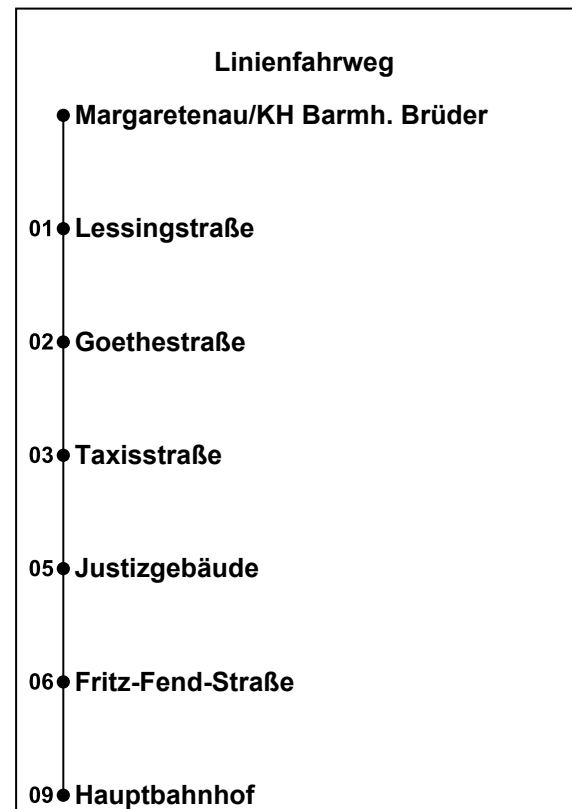 Linienfahrweg
Margaretenau/KH Barmh. Brüder
01 Lessingstraße
02 Goethestraße
03 Taxisstraße
05 Justizgebäude
06 Fritz-Fend-Straße
09 Hauptbahnhof